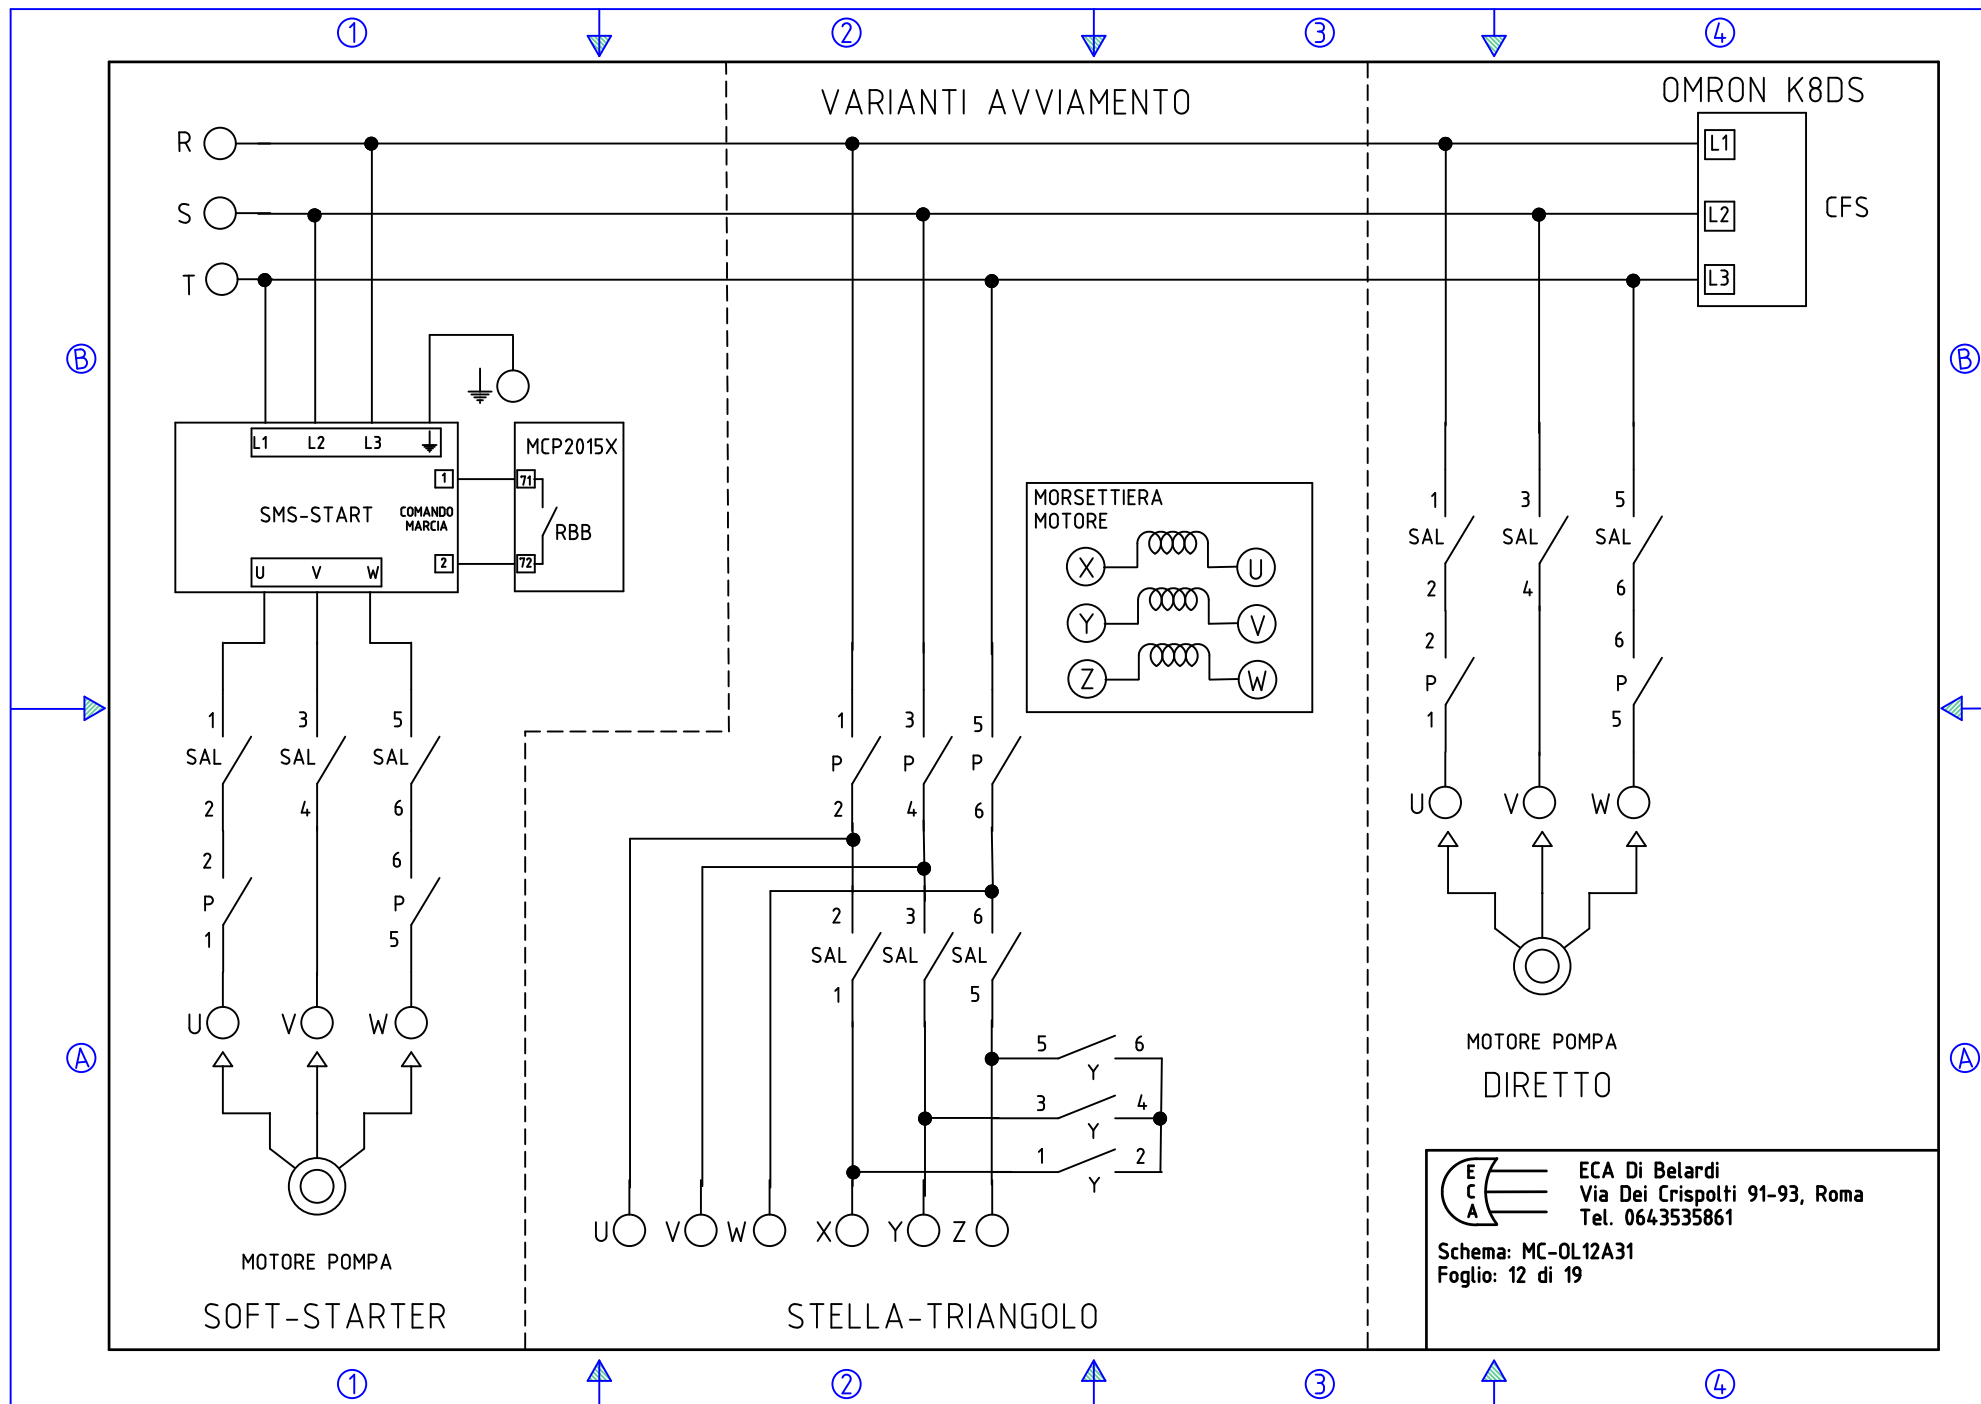 1 2 3 4
VARIANTI AVVIAMENTO
OMRON K8DS
R
L1
S
L2
CFS
T
L3
B
B
L1 L2 L3
MCP2015X
1
71
SMS-START
COMANDO
MARCIA
RBB
2
72
U V W
MORSETTIERA
MOTORE
X U
Y V
Z W
1 3 5
SAL SAL SAL
2 4 6
2 6
P P
1 5
U V W
MOTORE POMPA
DIRETTO
1 3 5
SAL SAL SAL
2 4 6
2 6
P P
1 5
U V W
MOTORE POMPA
SOFT-STARTER
1 3 5
P P P
2 4 6
2 3 6
SAL SAL SAL
1 5
5 6
Y
3 4
Y
1 2
Y
U V W X Y Z
STELLA-TRIANGOLO
A
A
E
C
A
ECA Di Belardi
Via Dei Crispolti 91-93, Roma
Tel. 0643535861
Schema: MC-OL12A31
Foglio: 12 di 19
1 2 3 4